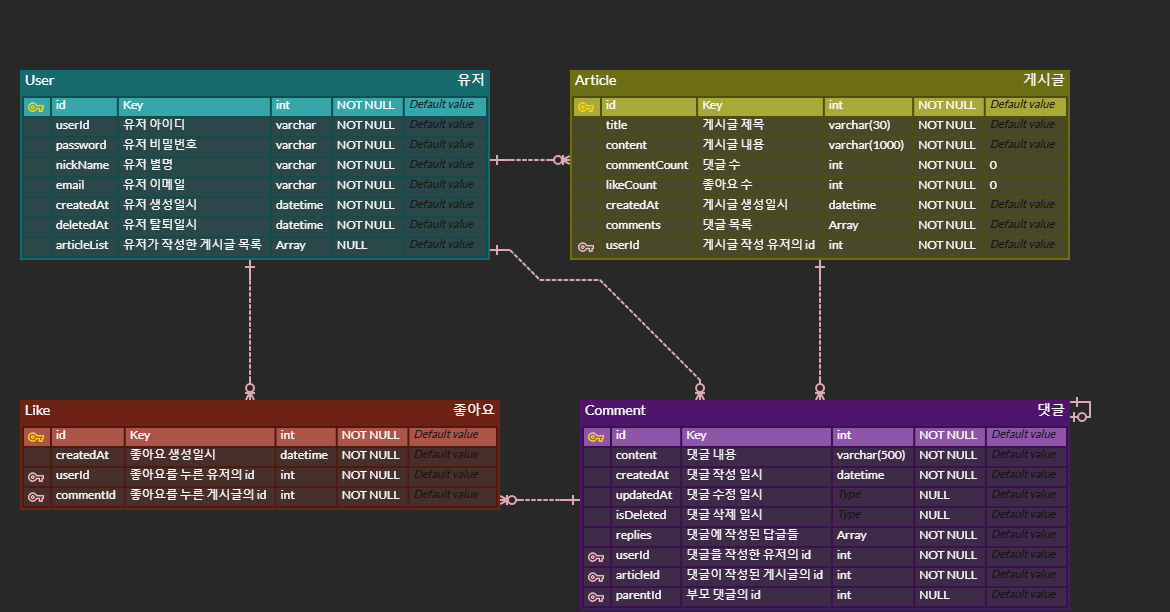 User 유저
id Key int NOT NULL Default value
userId 유저 아이디 varchar NOT NULL Default value
password 유저 비밀번호 varchar NOT NULL Default value
nickName 유저 별명 varchar NOT NULL Default value
email 유저 이메일 varchar NOT NULL Default value
createdAt 유저 생성일시 datetime NOT NULL Default value
deletedAt 유저 탈퇴일시 datetime NOT NULL Default value
articleList 유저가 작성한 게시글 목록 Array NULL Default value
Article 게시글
id Key int NOT NULL Default value
title 게시글 제목 varchar(30) NOT NULL Default value
content 게시글 내용 varchar(1000) NOT NULL Default value
commentCount 댓글 수 int NOT NULL 0
likeCount 좋아요 수 int NOT NULL 0
createdAt 게시글 생성일시 datetime NOT NULL Default value
comments 댓글 목록 Array NOT NULL Default value
userId 게시글 작성 유저의 id int NOT NULL Default value
Like 좋아요
id Key int NOT NULL Default value
createdAt 좋아요 생성일시 datetime NOT NULL Default value
userId 좋아요를 누른 유저의 id int NOT NULL Default value
commentId 좋아요를 누른 게시글의 id int NOT NULL Default value
Comment 댓글
id Key int NOT NULL Default value
content 댓글 내용 varchar(500) NOT NULL Default value
createdAt 댓글 작성 일시 datetime NOT NULL Default value
updatedAt 댓글 수정 일시 Type NULL Default value
isDeleted 댓글 삭제 일시 Type NULL Default value
replies 댓글에 작성된 답글들 Array NOT NULL Default value
userId 댓글을 작성한 유저의 id int NOT NULL Default value
articleId 댓글이 작성된 게시글의 id int NOT NULL Default value
parentId 부모 댓글의 id int NULL Default value